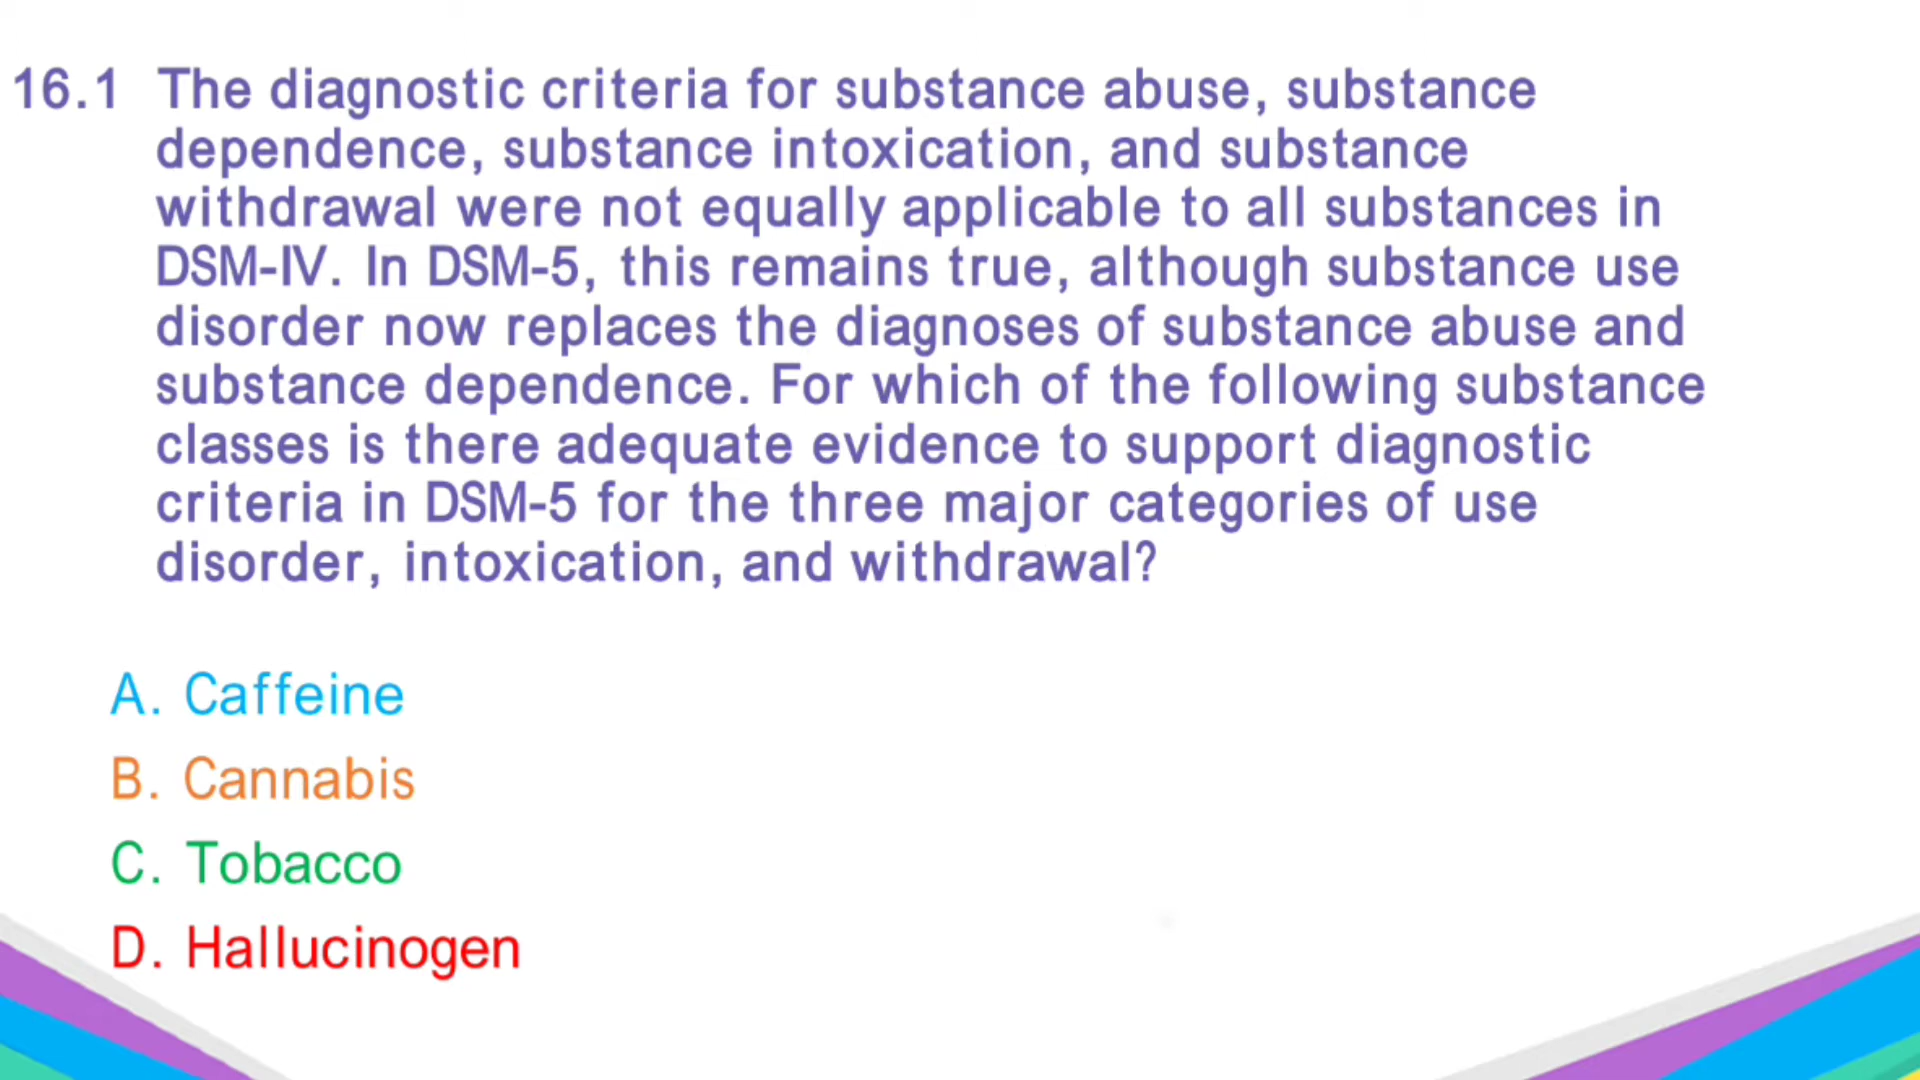 16.1 The diagnostic criteria for substance abuse, substance
dependence, substance intoxication, and substance
withdrawal were not equally applicable to all substances in
DSM-IV. In DSM-5, this remains true, although substance use
disorder now replaces the diagnoses of substance abuse and
substance dependence. For which of the following substance
classes is there adequate evidence to support diagnostic
criteria in DSM-5 for the three major categories of use
disorder, intoxication, and withdrawal?
A. Caffeine
B. Cannabis
C. Tobacco
D. Hallucinogen